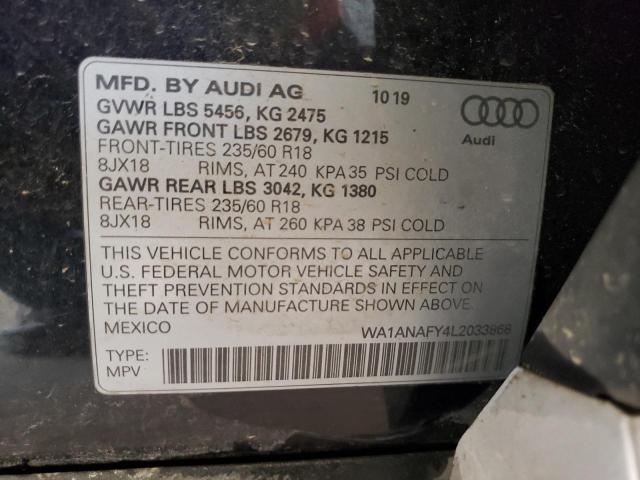 MFD. BY AUDI AG 10 19
GVWR LBS 5456, KG 2475
GAWR FRONT LBS 2679, KG 1215
FRONT-TIRES 235/60 R18
8JX18 RIMS, AT 240 KPA 35 PSI COLD
GAWR REAR LBS 3042, KG 1380
REAR-TIRES 235/60 R18
8JX18 RIMS, AT 260 KPA 38 PSI COLD
Audi
THIS VEHICLE CONFORMS TO ALL APPLICABLE
U.S. FEDERAL MOTOR VEHICLE SAFETY AND
THEFT PREVENTION STANDARDS IN EFFECT ON
THE DATE OF MANUFACTURE SHOWN ABOVE.
MEXICO WA1ANAFY4L2033868
TYPE:
MPV